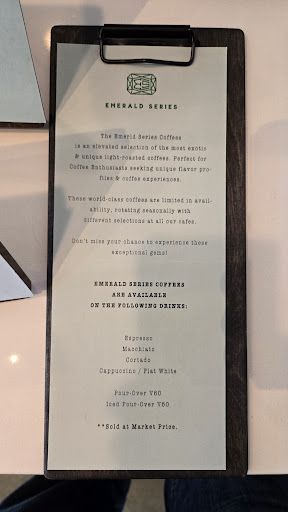 EMERALD SERIES
The Emerld Series Coffees
is an elevated selection of the most exotic
& unique light-roasted coffees. Perfect for
Coffee Enthusiasts seeking unique flavor pro-
files & coffee experiences.
These world-class coffees are limited in avail-
ability, rotating seasonally with
different selections at all our cafes.
Don't miss your chance to experience these
exceptional gems!
EMERALD SERIES COFFEES
ARE AVAILABLE
ON THE FOLLOWING DRINKS:
Espresso
Macchiato
Cortado
Cappuccino / Flat White
Pour-Over V60
Iced Pour-Over V60
**Sold at Market Price.